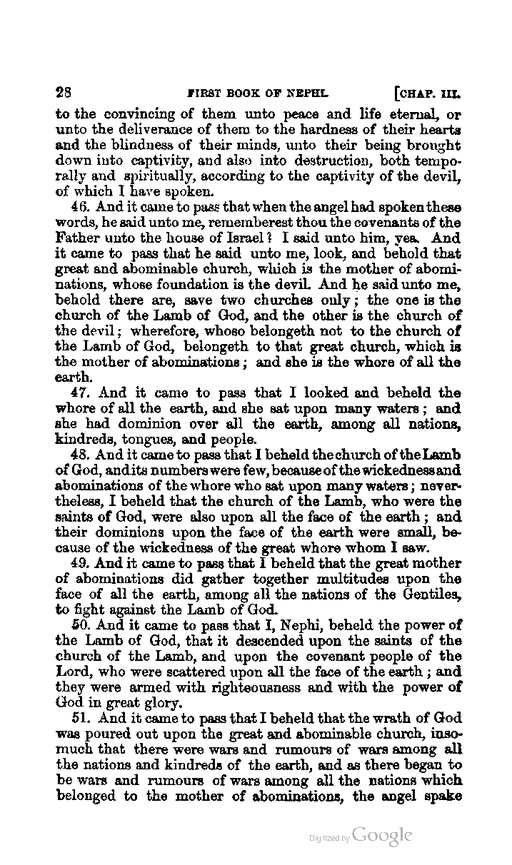 28 FIRST BOOK OF NEPHI. [CHAP. III.
to the convincing of them unto peace and life eternal, or
unto the deliverance of them to the hardness of their hearts
and the blindness of their minds, unto their being brought
down into captivity, and also into destruction, both tempo-
rally and spiritually, according to the captivity of the devil,
of which I have spoken.
46. And it came to pass that when the angel had spoken these
words, he said unto me, rememberest thou the covenants of the
Father unto the house of Israel? I said unto him, yea. And
it came to pass that he said unto me, look, and behold that
great and abominable church, which is the mother of abomi-
nations, whose foundation is the devil. And he said unto me,
behold there are, save two churches only; the one is the
church of the Lamb of God, and the other is the church of
the devil; wherefore, whoso belongeth not to the church of
the Lamb of God, belongeth to that great church, which is
the mother of abominations; and she is the whore of all the
earth.
47. And it came to pass that I looked and beheld the
whore of all the earth, and she sat upon many waters; and
she had dominion over all the earth, among all nations,
kindreds, tongues, and people.
48. And it came to pass that I beheld the church of the Lamb
of God, and its numbers were few, because of the wickedness and
abominations of the whore who sat upon many waters; never-
theless, I beheld that the church of the Lamb, who were the
saints of God, were also upon all the face of the earth; and
their dominions upon the face of the earth were small, be-
cause of the wickedness of the great whore whom I saw.
49. And it came to pass that I beheld that the great mother
of abominations did gather together multitudes upon the
face of all the earth, among all the nations of the Gentiles,
to fight against the Lamb of God.
50. And it came to pass that I, Nephi, beheld the power of
the Lamb of God, that it descended upon the saints of the
church of the Lamb, and upon the covenant people of the
Lord, who were scattered upon all the face of the earth; and
they were armed with righteousness and with the power of
God in great glory.
51. And it came to pass that I beheld that the wrath of God
was poured out upon the great and abominable church, inso-
much that there were wars and rumours of wars among all
the nations and kindreds of the earth, and as there began to
be wars and rumours of wars among all the nations which
belonged to the mother of abominations, the angel spake
Digitized by Google